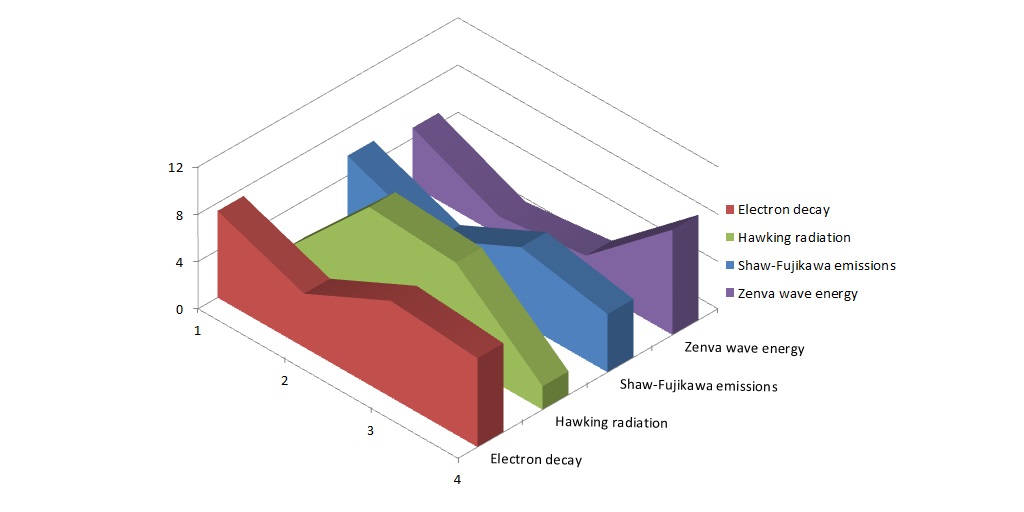 12
8
4
0
1
2
3
4
Electron decay
Hawking radiation
Shaw-Fujikawa emissions
Zenva wave energy
Electron decay
Hawking radiation
Shaw-Fujikawa emissions
Zenva wave energy